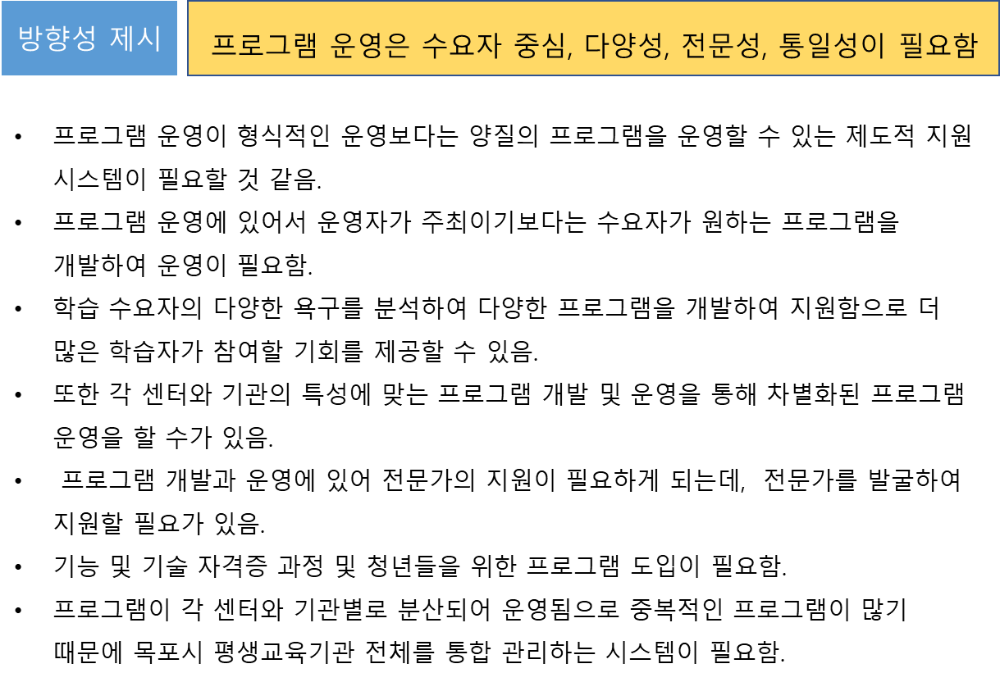 방향성 제시
프로그램 운영은 수요자 중심, 다양성, 전문성, 통일성이 필요함
• 프로그램 운영이 형식적인 운영보다는 양질의 프로그램을 운영할 수 있는 제도적 지원
시스템이 필요할 것 같음.
• 프로그램 운영에 있어서 운영자가 주최이기보다는 수요자가 원하는 프로그램을
개발하여 운영이 필요함.
• 학습 수요자의 다양한 욕구를 분석하여 다양한 프로그램을 개발하여 지원함으로 더
많은 학습자가 참여할 기회를 제공할 수 있음.
• 또한 각 센터와 기관의 특성에 맞는 프로그램 개발 및 운영을 통해 차별화된 프로그램
운영을 할 수가 있음.
• 프로그램 개발과 운영에 있어 전문가의 지원이 필요하게 되는데, 전문가를 발굴하여
지원할 필요가 있음.
• 기능 및 기술 자격증 과정 및 청년들을 위한 프로그램 도입이 필요함.
• 프로그램이 각 센터와 기관별로 분산되어 운영됨으로 중복적인 프로그램이 많기
때문에 목포시 평생교육기관 전체를 통합 관리하는 시스템이 필요함.